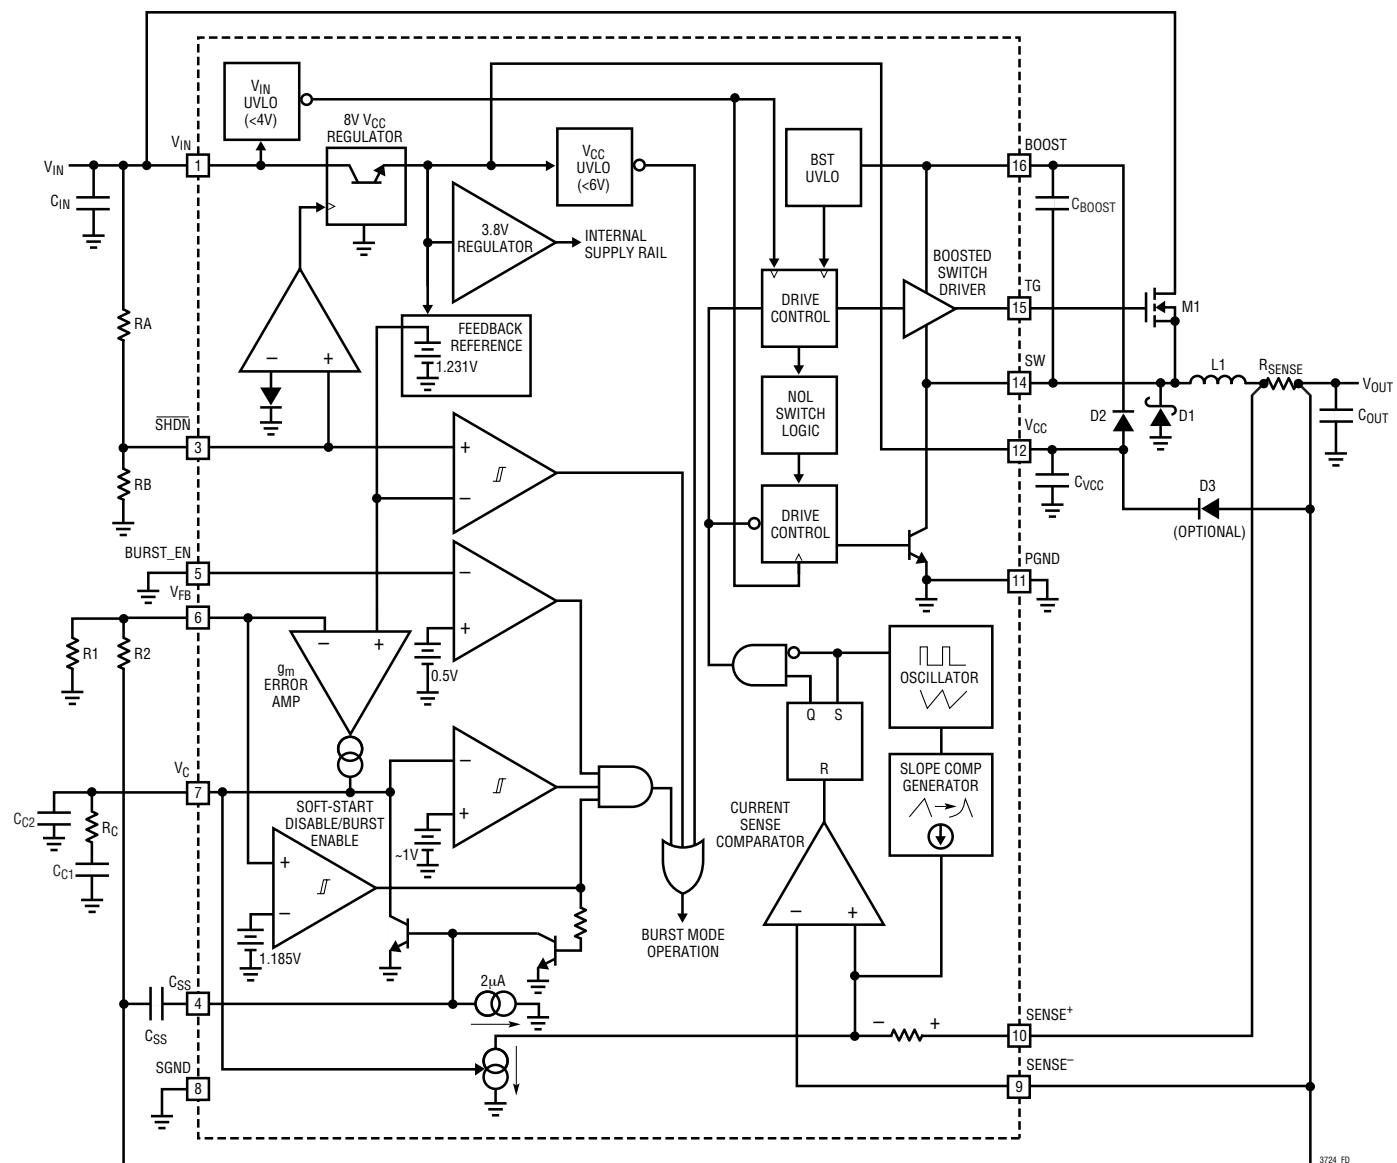 VIN
UVLO
(<4V)
8V VCC
REGULATOR
VIN
VIN
1
CIN
VCC
UVLO
(<6V)
BST
UVLO
BOOST
16
CBOOST
3.8V
REGULATOR
INTERNAL
SUPPLY RAIL
BOOSTED
SWITCH
DRIVER
TG
15
M1
DRIVE
CONTROL
RA
FEEDBACK
REFERENCE
1.231V
– +
SW
14
L1
RSENSE
VOUT
COUT
NOL
SWITCH
LOGIC
D2
D1
SHDN
3
+
–
VCC
12
CVCC
RB
D3
(OPTIONAL)
DRIVE
CONTROL
BURST_EN
5
–
+
0.5V
PGND
11
VFB
6
R1
R2
– +
gm
ERROR
AMP
OSCILLATOR
Q S
R
SLOPE COMP
GENERATOR
CURRENT
SENSE
COMPARATOR
VC
7
–
+
~1V
SOFT-START
DISABLE/BURST
ENABLE
CC2
RC
CC1
+
–
1.185V
– +
BURST MODE
OPERATION
CSS
4
CSS
2µA
– +
SENSE+
10
SENSE–
9
SGND
8
3724 FD